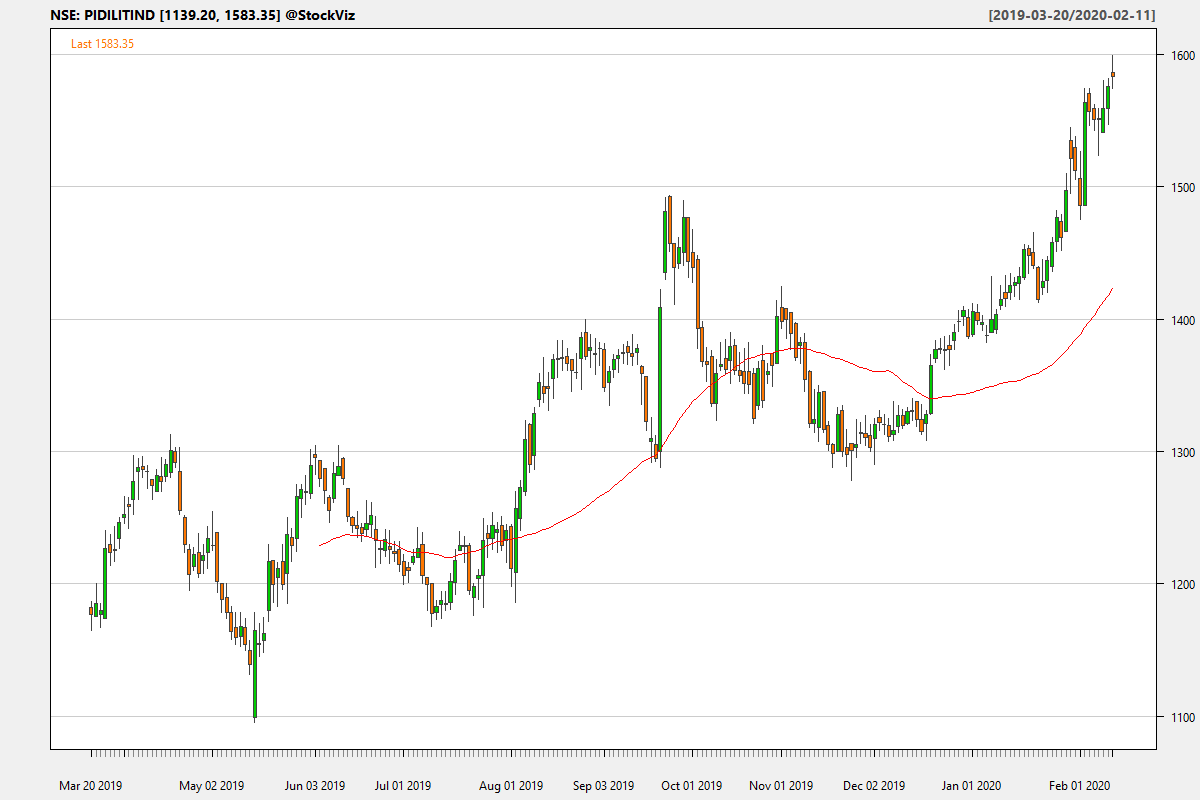 NSE: PIDILITIND [1139.20, 1583.35] @StockViz [2019-03-20/2020-02-11]
Last 1583.35
1600
1500
1400
1300
1200
1100
Mar 20 2019 May 02 2019 Jun 03 2019 Jul 01 2019 Aug 01 2019 Sep 03 2019 Oct 01 2019 Nov 01 2019 Dec 02 2019 Jan 01 2020 Feb 01 2020